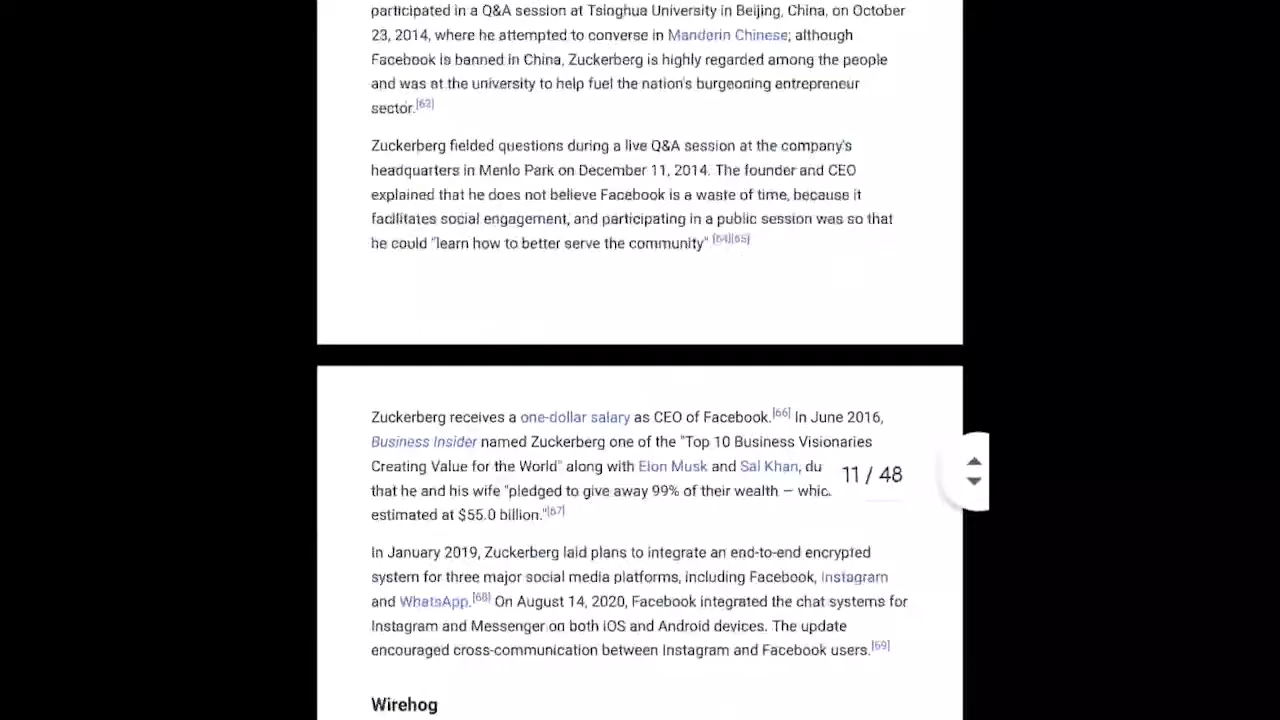 participated in a Q&A session at Tsinghua University in Beijing, China, on October
23, 2014, where he attempted to converse in Mandarin Chinese; although
Facebook is banned in China, Zuckerberg is highly regarded among the people
and was at the university to help fuel the nation's burgeoning entrepreneur
sector.[63]
Zuckerberg fielded questions during a live Q&A session at the company's
headquarters in Menlo Park on December 11, 2014. The founder and CEO
explained that he does not believe Facebook is a waste of time, because it
facilitates social engagement, and participating in a public session was so that
he could "learn how to better serve the community" [64][65]
Zuckerberg receives a one-dollar salary as CEO of Facebook.[66] In June 2016,
Business Insider named Zuckerberg one of the "Top 10 Business Visionaries
Creating Value for the World" along with Elon Musk and Sal Khan, du
11 / 48
that he and his wife "pledged to give away 99% of their wealth – whic
estimated at $55.0 billion."[67]
In January 2019, Zuckerberg laid plans to integrate an end-to-end encrypted
system for three major social media platforms, including Facebook, Instagram
and WhatsApp.[68] On August 14, 2020, Facebook integrated the chat systems for
Instagram and Messenger on both iOS and Android devices. The update
encouraged cross-communication between Instagram and Facebook users.[69]
Wirehog